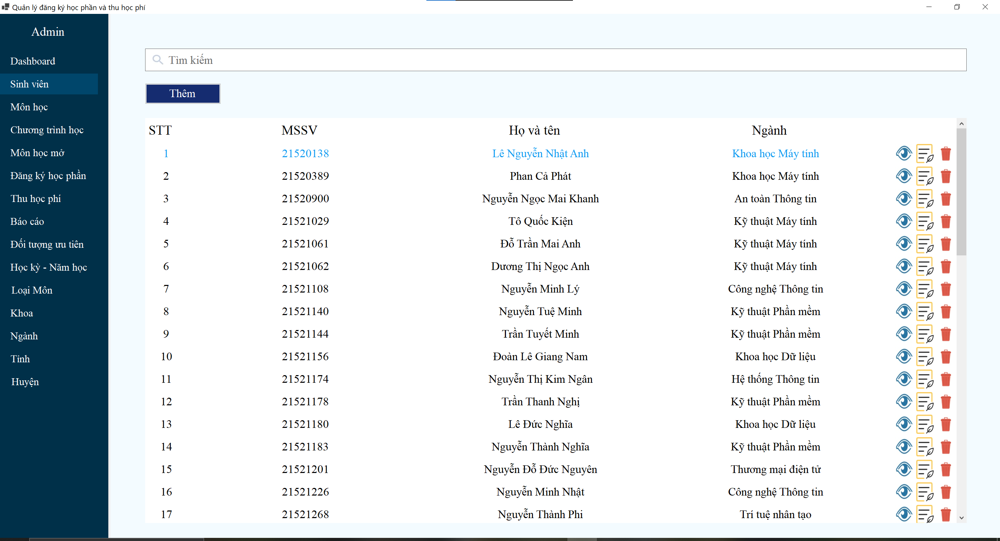 Quản lý đăng ký học phần và thu học phí
Admin
Dashboard
Sinh viên
Môn học
Chương trình học
Môn học mở
Đăng ký học phần
Thu học phí
Báo cáo
Đối tượng ưu tiên
Học kỳ - Năm học
Loại Môn
Khoa
Ngành
Tỉnh
Huyện
Tìm kiếm
Thêm
STT MSSV Họ và tên Ngành
1 21520138 Lê Nguyễn Nhật Anh Khoa học Máy tính
2 21520389 Phan Cả Phát Khoa học Máy tính
3 21520900 Nguyễn Ngọc Mai Khanh An toàn Thông tin
4 21521029 Tô Quốc Kiện Kỹ thuật Máy tính
5 21521061 Đỗ Trần Mai Anh Kỹ thuật Máy tính
6 21521062 Dương Thị Ngọc Anh Kỹ thuật Máy tính
7 21521108 Nguyễn Minh Lý Công nghệ Thông tin
8 21521140 Nguyễn Tuệ Minh Kỹ thuật Phần mềm
9 21521144 Trần Tuyết Minh Kỹ thuật Phần mềm
10 21521156 Đoàn Lê Giang Nam Khoa học Dữ liệu
11 21521174 Nguyễn Thị Kim Ngân Hệ thống Thông tin
12 21521178 Trần Thanh Nghị Kỹ thuật Phần mềm
13 21521180 Lê Đức Nghĩa Khoa học Dữ liệu
14 21521183 Nguyễn Thành Nghĩa Kỹ thuật Phần mềm
15 21521201 Nguyễn Đỗ Đức Nguyên Thương mại điện tử
16 21521226 Nguyễn Minh Nhật Công nghệ Thông tin
17 21521268 Nguyễn Thành Phi Trí tuệ nhân tạo